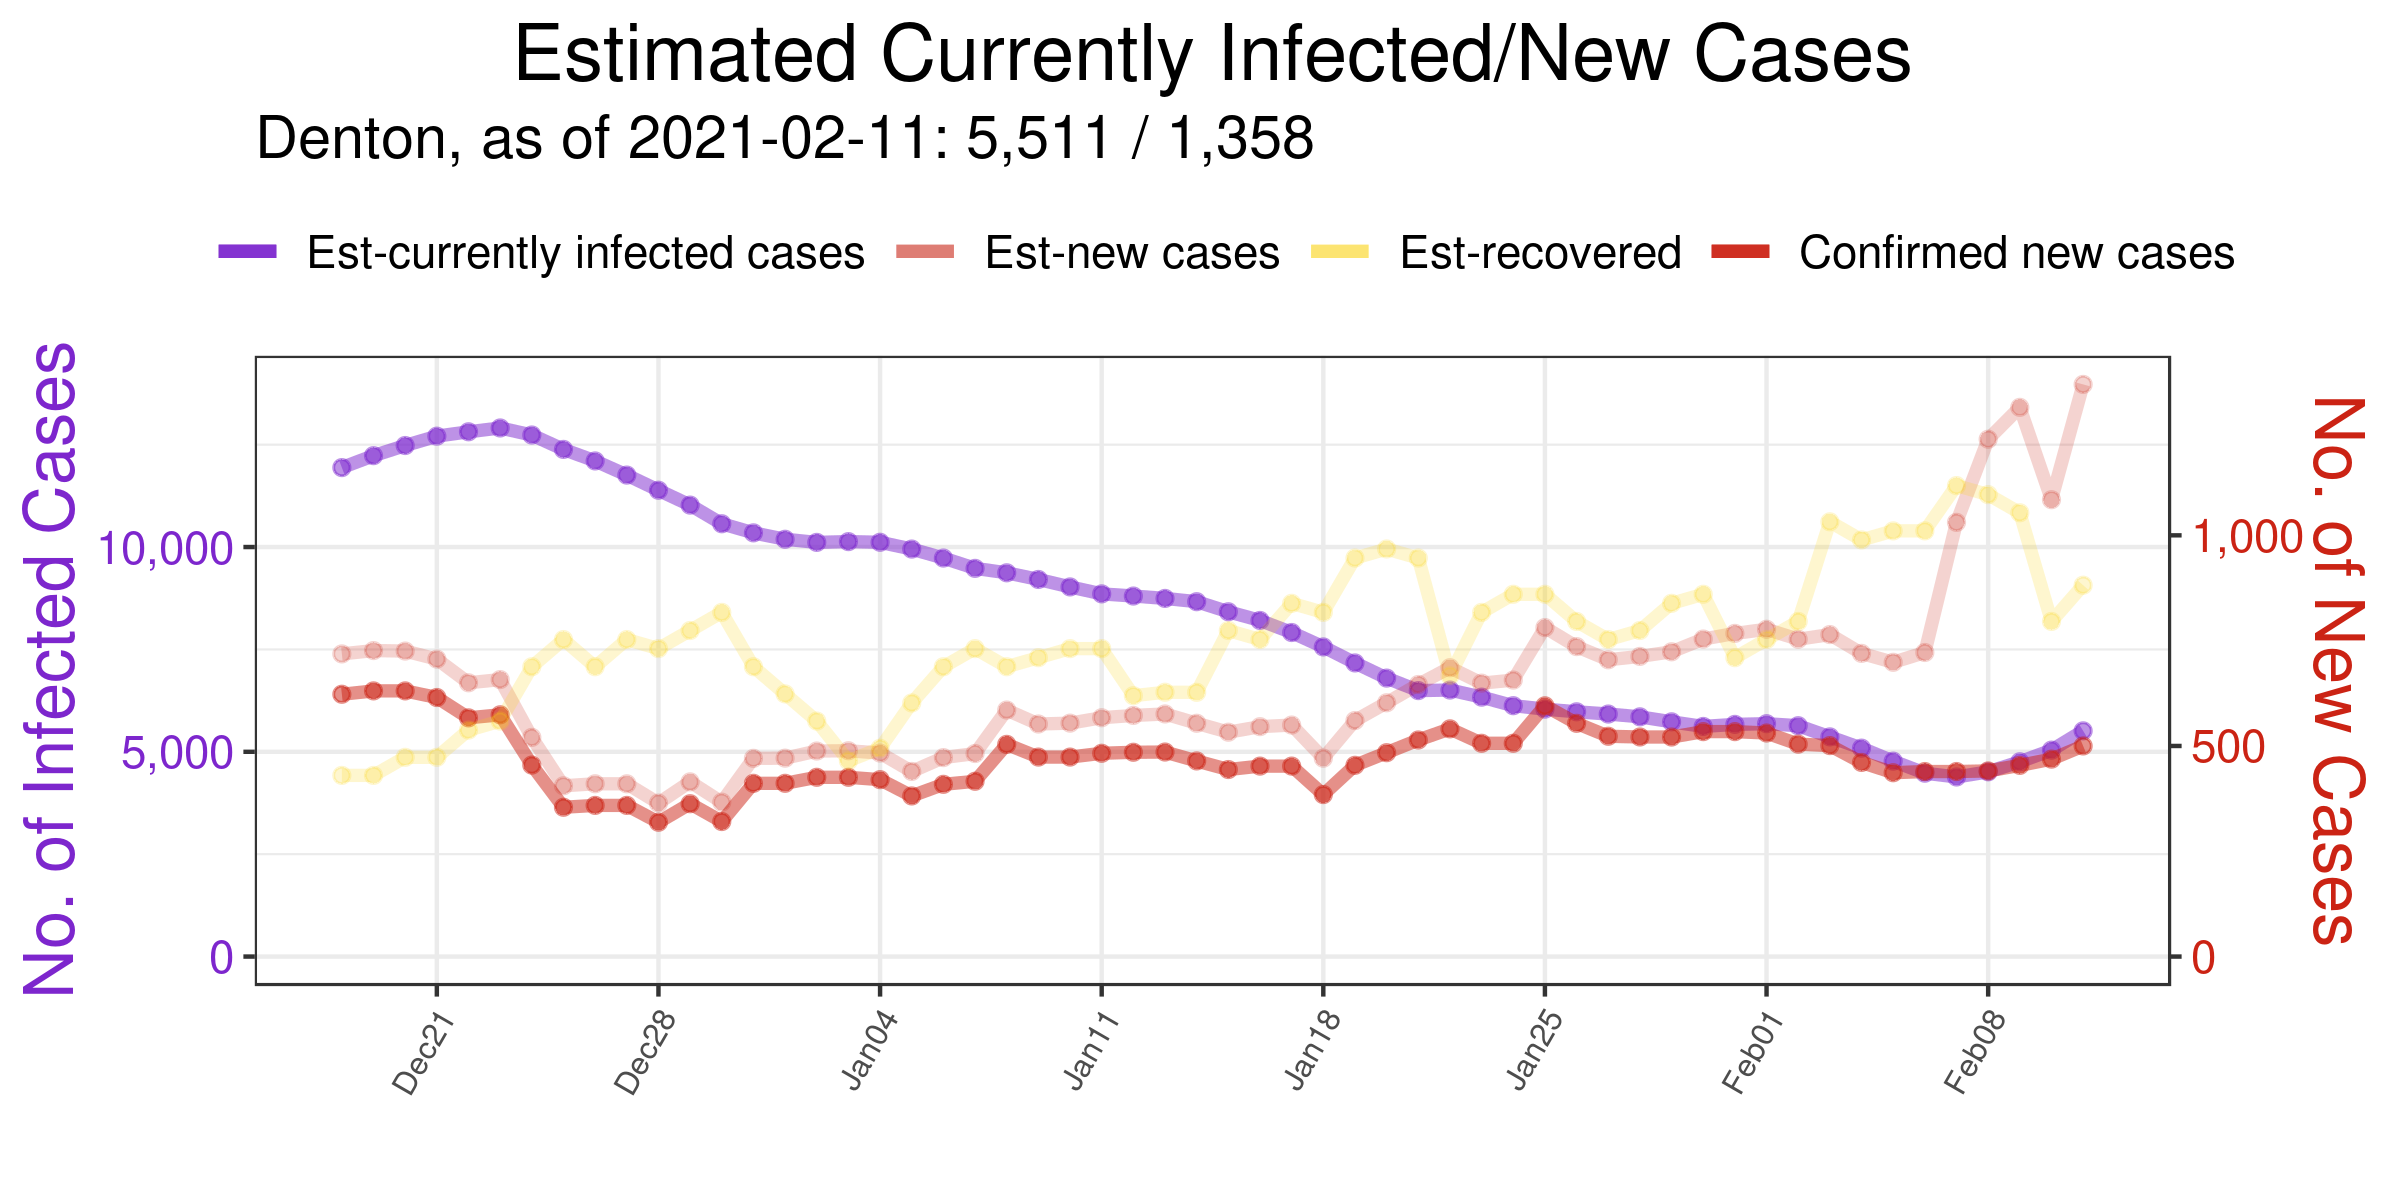 Estimated Currently Infected/New Cases
Denton, as of 2021-02-11: 5,511 / 1,358
Est-currently infected cases Est-new cases Est-recovered Confirmed new cases
No. of Infected Cases
10,000
5,000
0
1,000
500
0
No. of New Cases
Dec21 Dec28 Jan04 Jan11 Jan18 Jan25 Feb01 Feb08